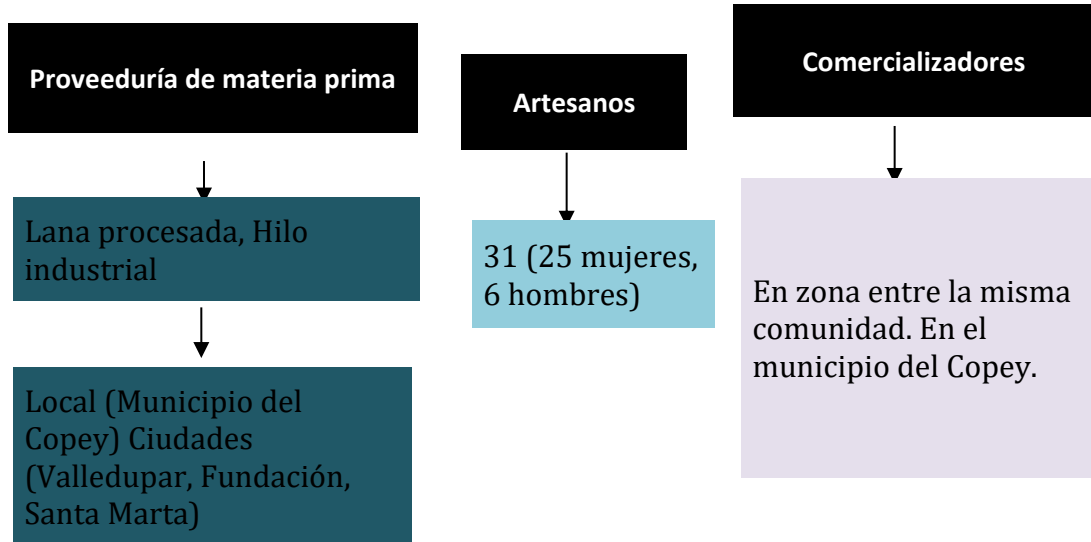 Proveeduría de materia prima
Lana procesada, Hilo
industrial
Local (Municipio del
Copey) Ciudades
(Valledupar, Fundación,
Santa Marta)
Artesanos
31 (25 mujeres,
6 hombres)
Comercializadores
En zona entre la misma
comunidad. En el
municipio del Copey.